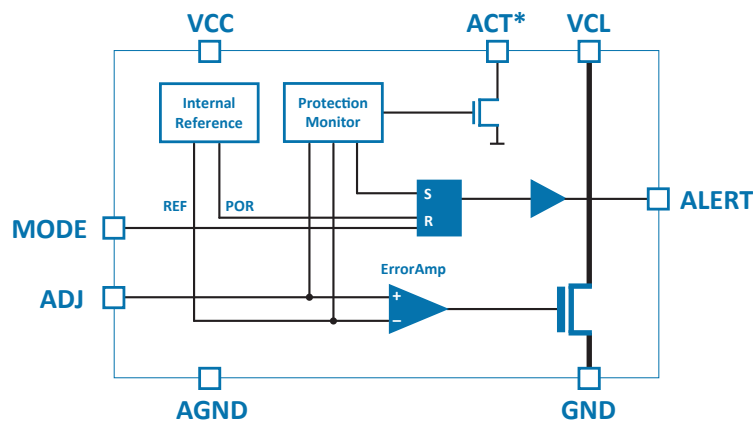 VCC
ACT*
VCL
Internal
Reference
Protection
Monitor
S
ALERT
REF
POR
R
MODE
ErrorAmp
ADJ
+
−
AGND
GND